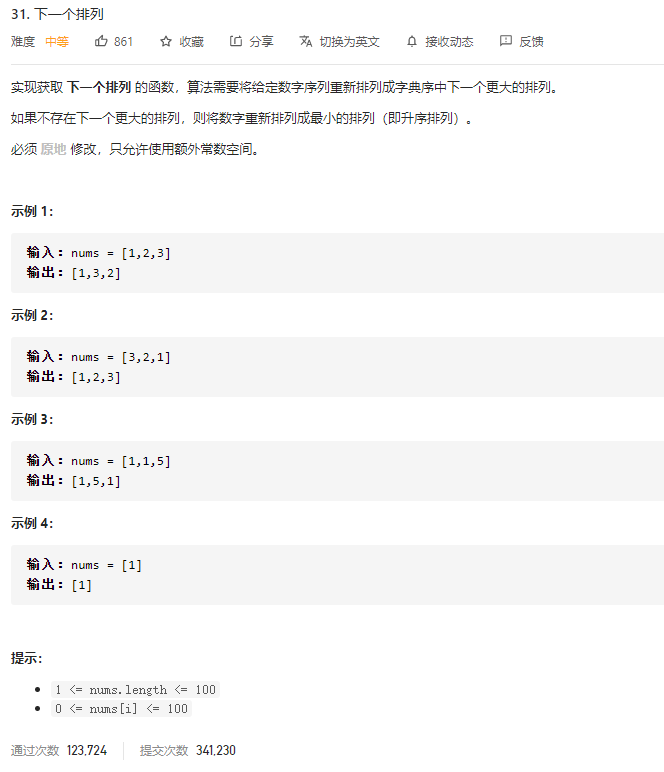 31. 下一个排列
难度 中等 861 收藏 分享 切换为英文 接收动态 反馈
实现获取 下一个排列 的函数，算法需要将给定数字序列重新排列成字典序中下一个更大的排列。
如果不存在下一个更大的排列，则将数字重新排列成最小的排列（即升序排列）。
必须 原地 修改，只允许使用额外常数空间。
示例 1：
输入：nums = [1,2,3]
输出：[1,3,2]
示例 2：
输入：nums = [3,2,1]
输出：[1,2,3]
示例 3：
输入：nums = [1,1,5]
输出：[1,5,1]
示例 4：
输入：nums = [1]
输出：[1]
提示：
1 <= nums.length <= 100
0 <= nums[i] <= 100
通过次数 123,724 提交次数 341,230